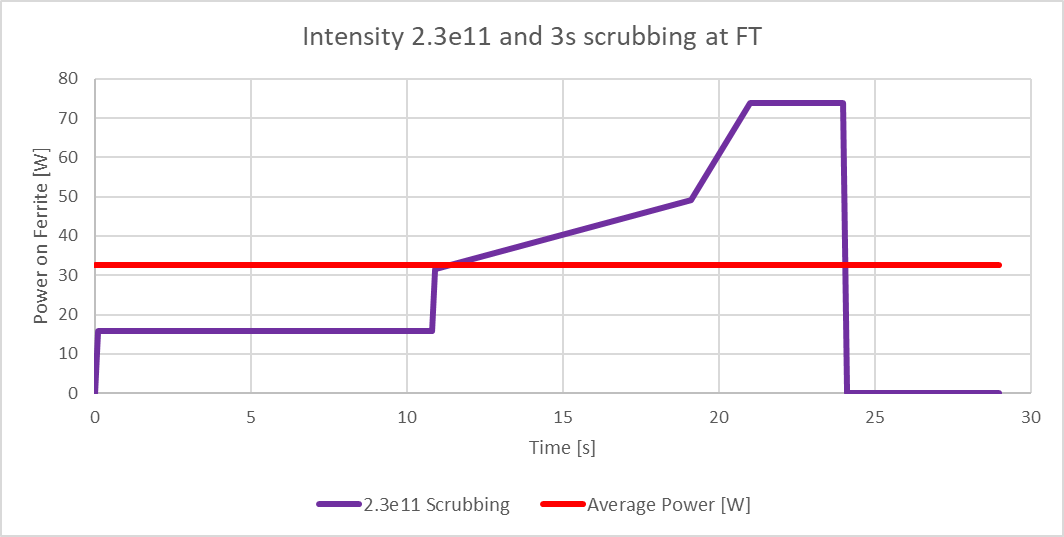 Intensity 2.3e11 and 3s scrubbing at FT
Power on Ferrite [W]
80
70
60
50
40
30
20
10
0
0 5 10 15 20 25 30
Time [s]
2.3e11 Scrubbing Average Power [W]